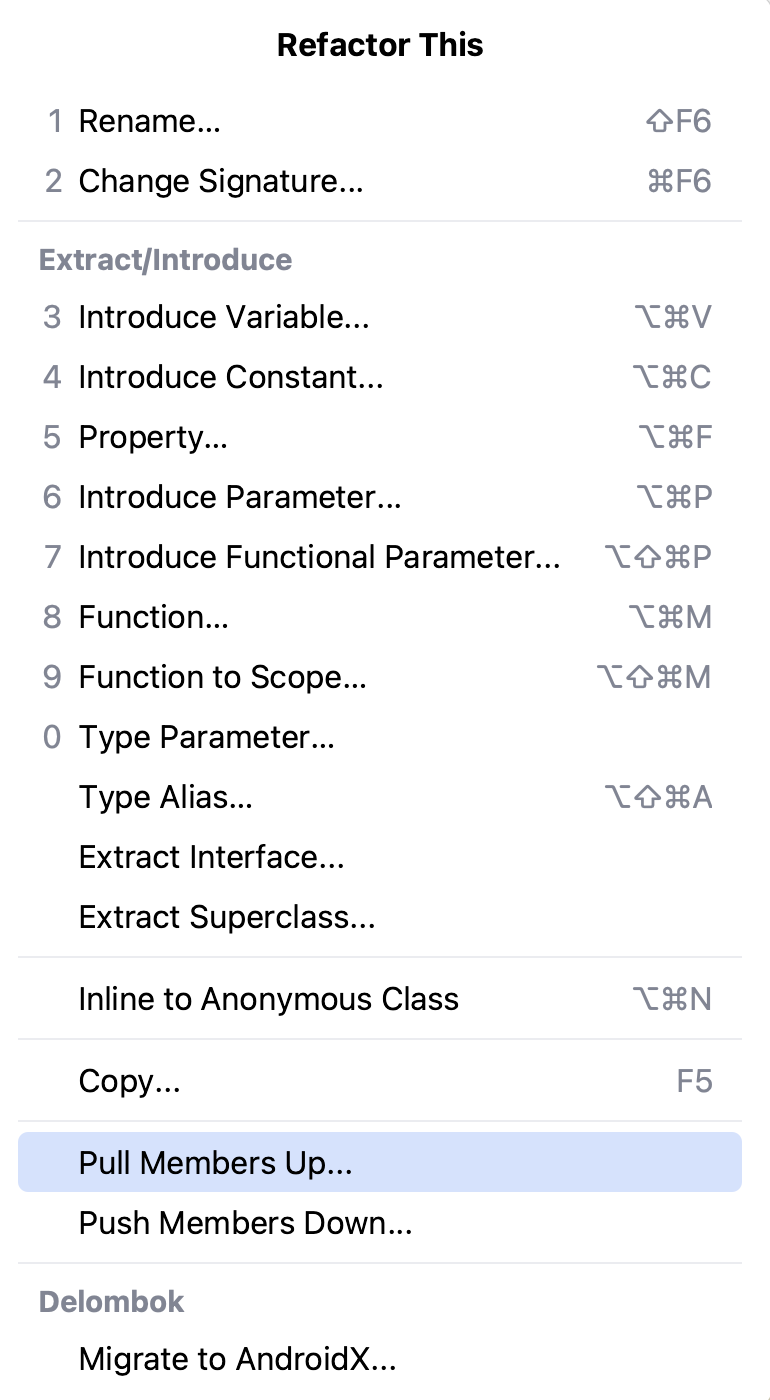 Refactor This
1 Rename... ⇧F6
2 Change Signature... ⌘F6
Extract/Introduce
3 Introduce Variable... ⌥⌘V
4 Introduce Constant... ⌥⌘C
5 Property... ⌥⌘F
6 Introduce Parameter... ⌥⌘P
7 Introduce Functional Parameter... ⌥⇧⌘P
8 Function... ⌥⌘M
9 Function to Scope... ⌥⇧⌘M
0 Type Parameter...
Type Alias... ⌥⇧⌘A
Extract Interface...
Extract Superclass...
Inline to Anonymous Class ⌥⌘N
Copy... F5
Pull Members Up...
Push Members Down...
Delombok
Migrate to AndroidX...